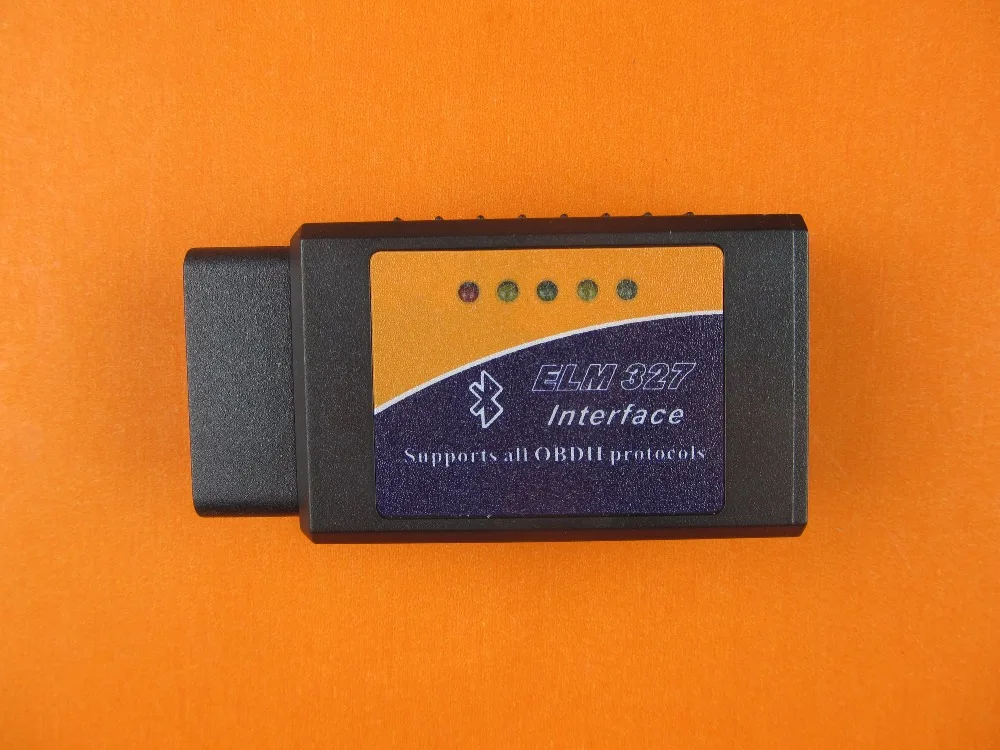 ELM 327
Interface
Supports all OBDII protocols